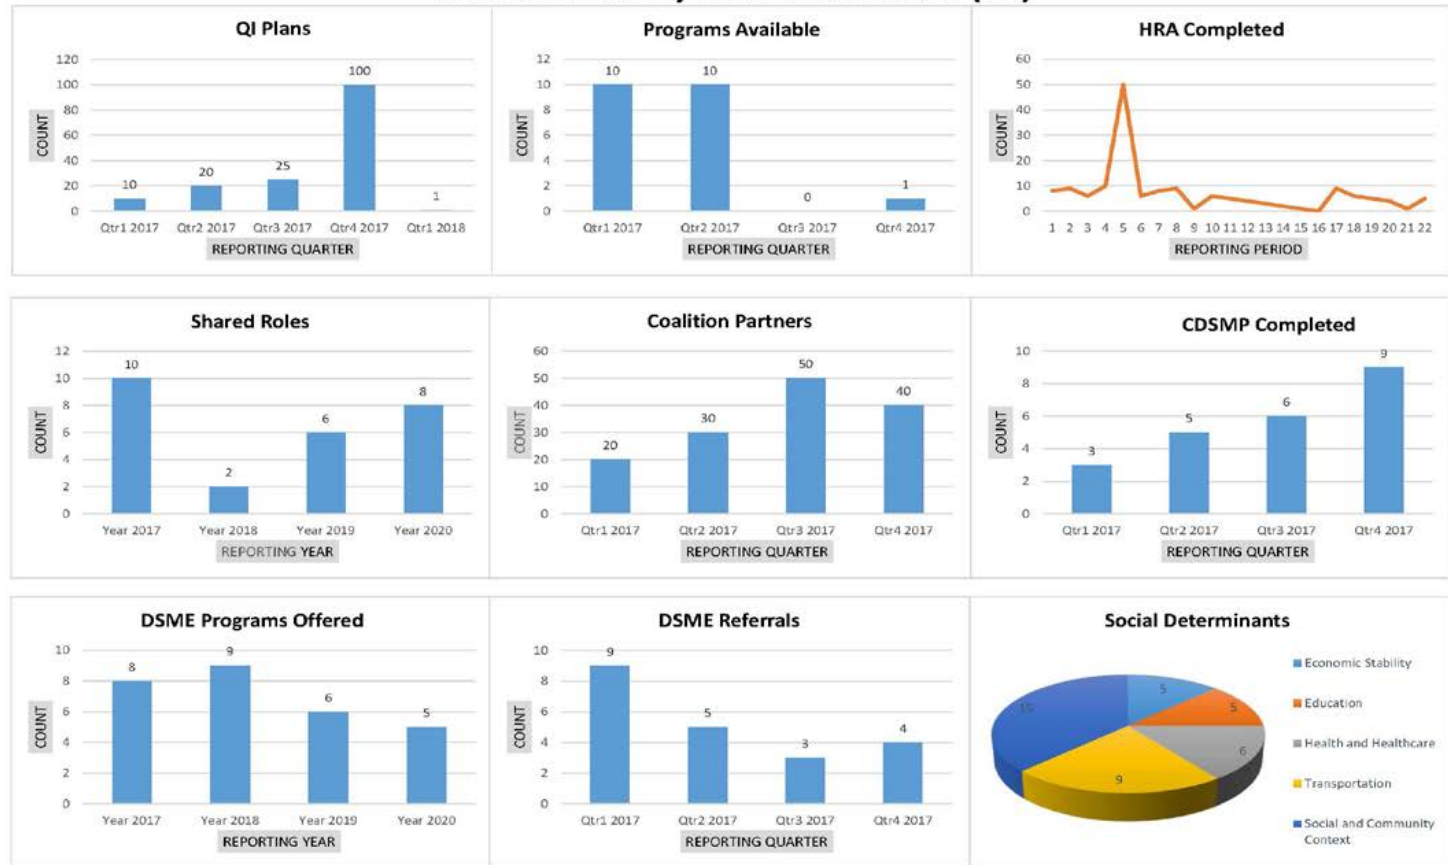 QI Plans
120
100
80
60
40
20
0
COUNT
10
20
25
100
1
Qtr1 2017 Qtr2 2017 Qtr3 2017 Qtr4 2017 Qtr1 2018
REPORTING QUARTER
Programs Available
12
10
8
6
4
2
0
COUNT
10
10
0
1
Qtr1 2017 Qtr2 2017 Qtr3 2017 Qtr4 2017
REPORTING QUARTER
HRA Completed
60
50
40
30
20
10
0
COUNT
1 2 3 4 5 6 7 8 9 10 11 12 13 14 15 16 17 18 19 20 21 22
REPORTING PERIOD
Shared Roles
12
10
8
6
4
2
0
COUNT
10
2
6
8
Year 2017 Year 2018 Year 2019 Year 2020
REPORTING YEAR
Coalition Partners
60
50
40
30
20
10
0
COUNT
20
30
50
40
Qtr1 2017 Qtr2 2017 Qtr3 2017 Qtr4 2017
REPORTING QUARTER
CDSMP Completed
10
8
6
4
2
0
COUNT
3
5
6
9
Qtr1 2017 Qtr2 2017 Qtr3 2017 Qtr4 2017
REPORTING QUARTER
DSME Programs Offered
10
8
6
4
2
0
COUNT
8
9
6
5
Year 2017 Year 2018 Year 2019 Year 2020
REPORTING YEAR
DSME Referrals
10
8
6
4
2
0
COUNT
9
5
3
4
Qtr1 2017 Qtr2 2017 Qtr3 2017 Qtr4 2017
REPORTING QUARTER
Social Determinants
15
5
5
6
9
Economic Stability
Education
Health and Healthcare
Transportation
Social and Community
Context